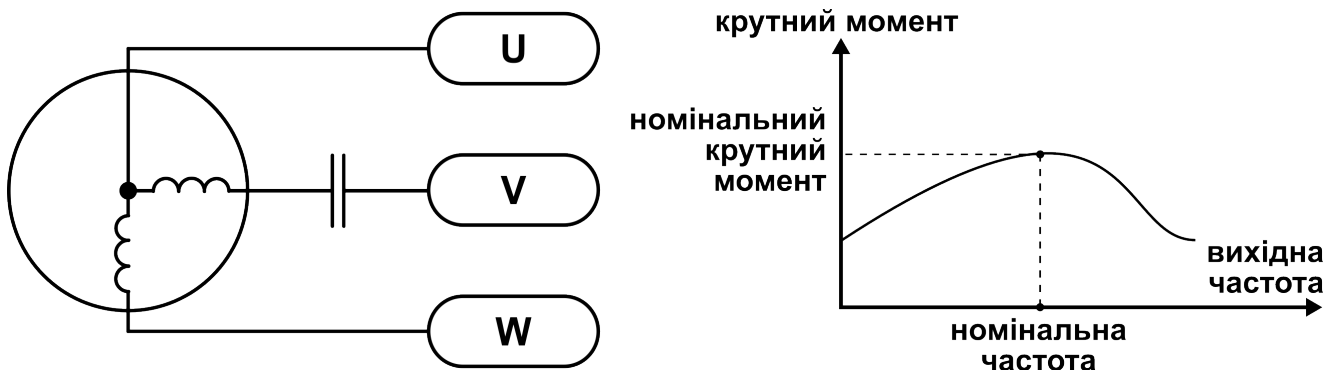 U
V
W
крутний момент
номінальний
крутний
момент
вихідна
частота
номінальна
частота